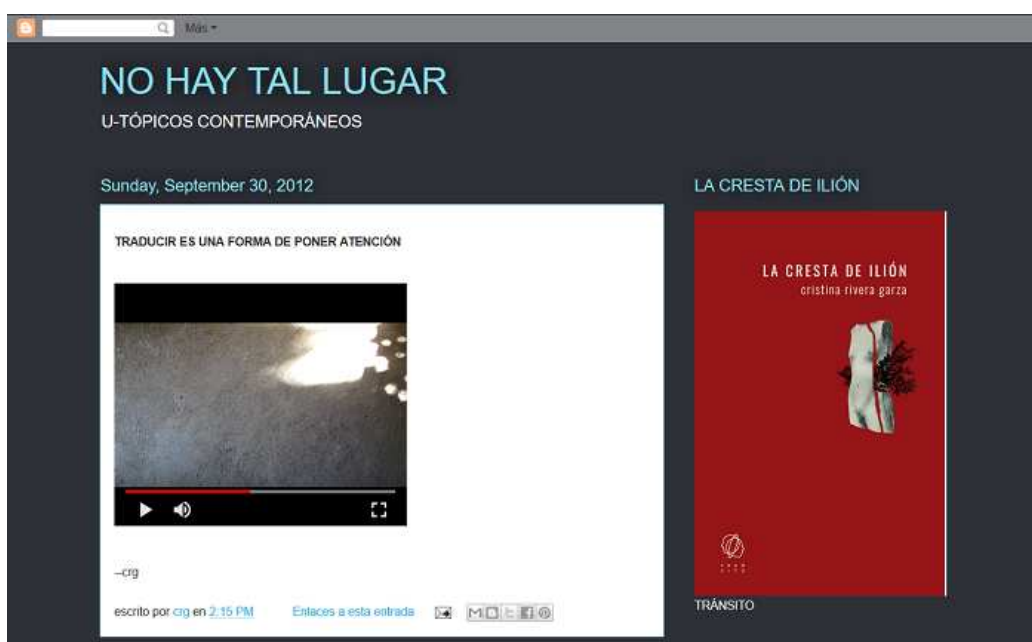 Más
NO HAY TAL LUGAR
U-TÓPICOS CONTEMPORÁNEOS
Sunday, September 30, 2012
TRADUCIR ES UNA FORMA DE PONER ATENCIÓN
--crg
escrito por crg en 2:15 PM Enlaces a esta entrada
LA CRESTA DE ILIÓN
LA CRESTA DE ILIÓN
cristina rivera garza
TRÁNSITO